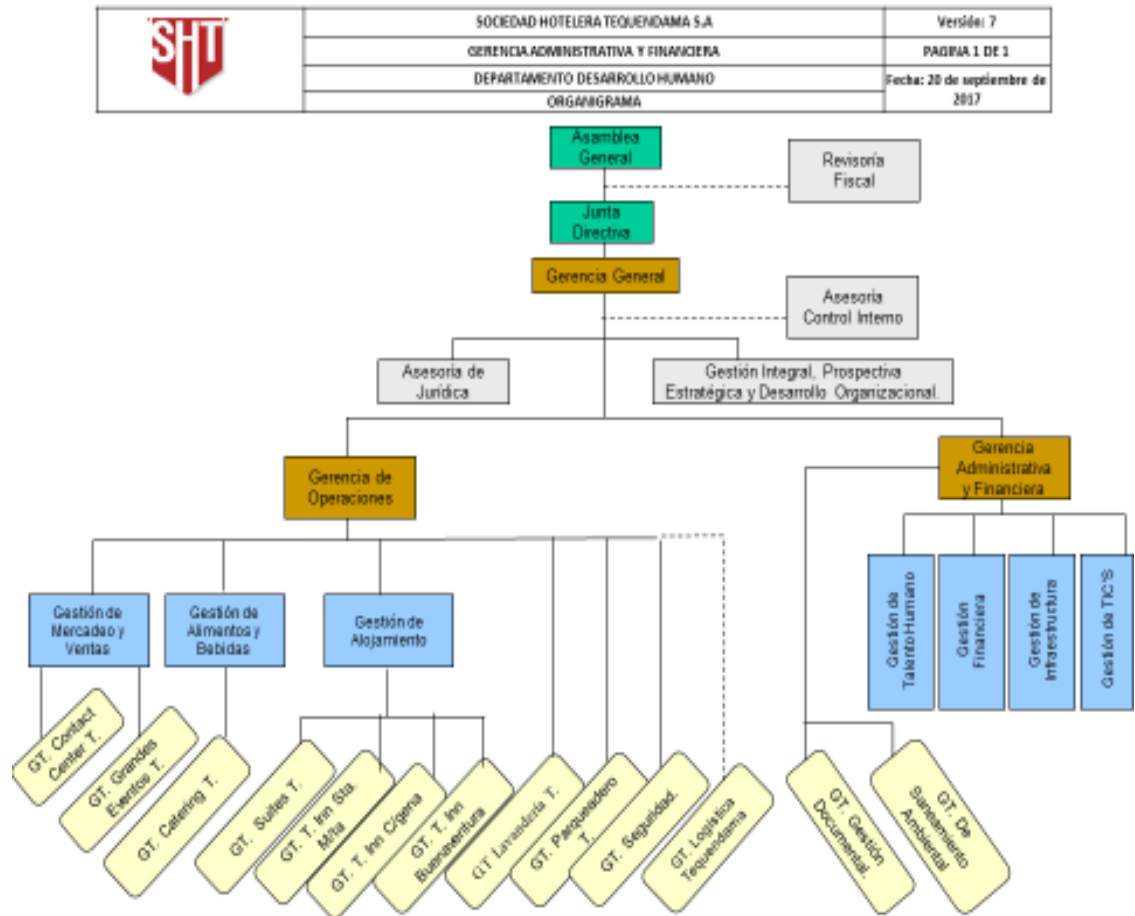 SHT
SOCIEDAD HOTELERA TEQUENDAMA S.A
Versión: 7
GERENCIA ADMINISTRATIVA Y FINANCIERA
PAGINA 1 DE 1
DEPARTAMENTO DESARROLLO HUMANO
Fecha: 20 de septiembre de
2017
ORGANIGRAMA
Asamblea
General
Revisoría
Fiscal
Junta
Directiva
Gerencia General
Asesoría
Control Interno
Asesoría de
Jurídica
Gestión Integral, Prospectiva
Estratégica y Desarrollo Organizacional.
Gerencia de
Operaciones
Gerencia
Administrativa
y Financiera
Gestión de
Mercadeo y
Ventas
Gestión de
Alimentos y
Bebidas
Gestión de
Alojamiento
Gestión de
Talento Humano
Gestión
Financiera
Gestión de
Infraestructura
Gestión de TIC'S
GT. Contact
Center T.
GT. Grandes
Eventos T.
GT. Catering T.
GT. Suites T.
GT. T. Inn Sta.
M/ta
GT. T. Inn C/gena
GT. T. Inn
Buenaventura
GT Lavandería T.
GT. Parqueadero
T.
GT. Seguridad.
GT. Logística
Tequendama
GT. Gestión
Documental.
GT. De
Saneamiento
Ambiental